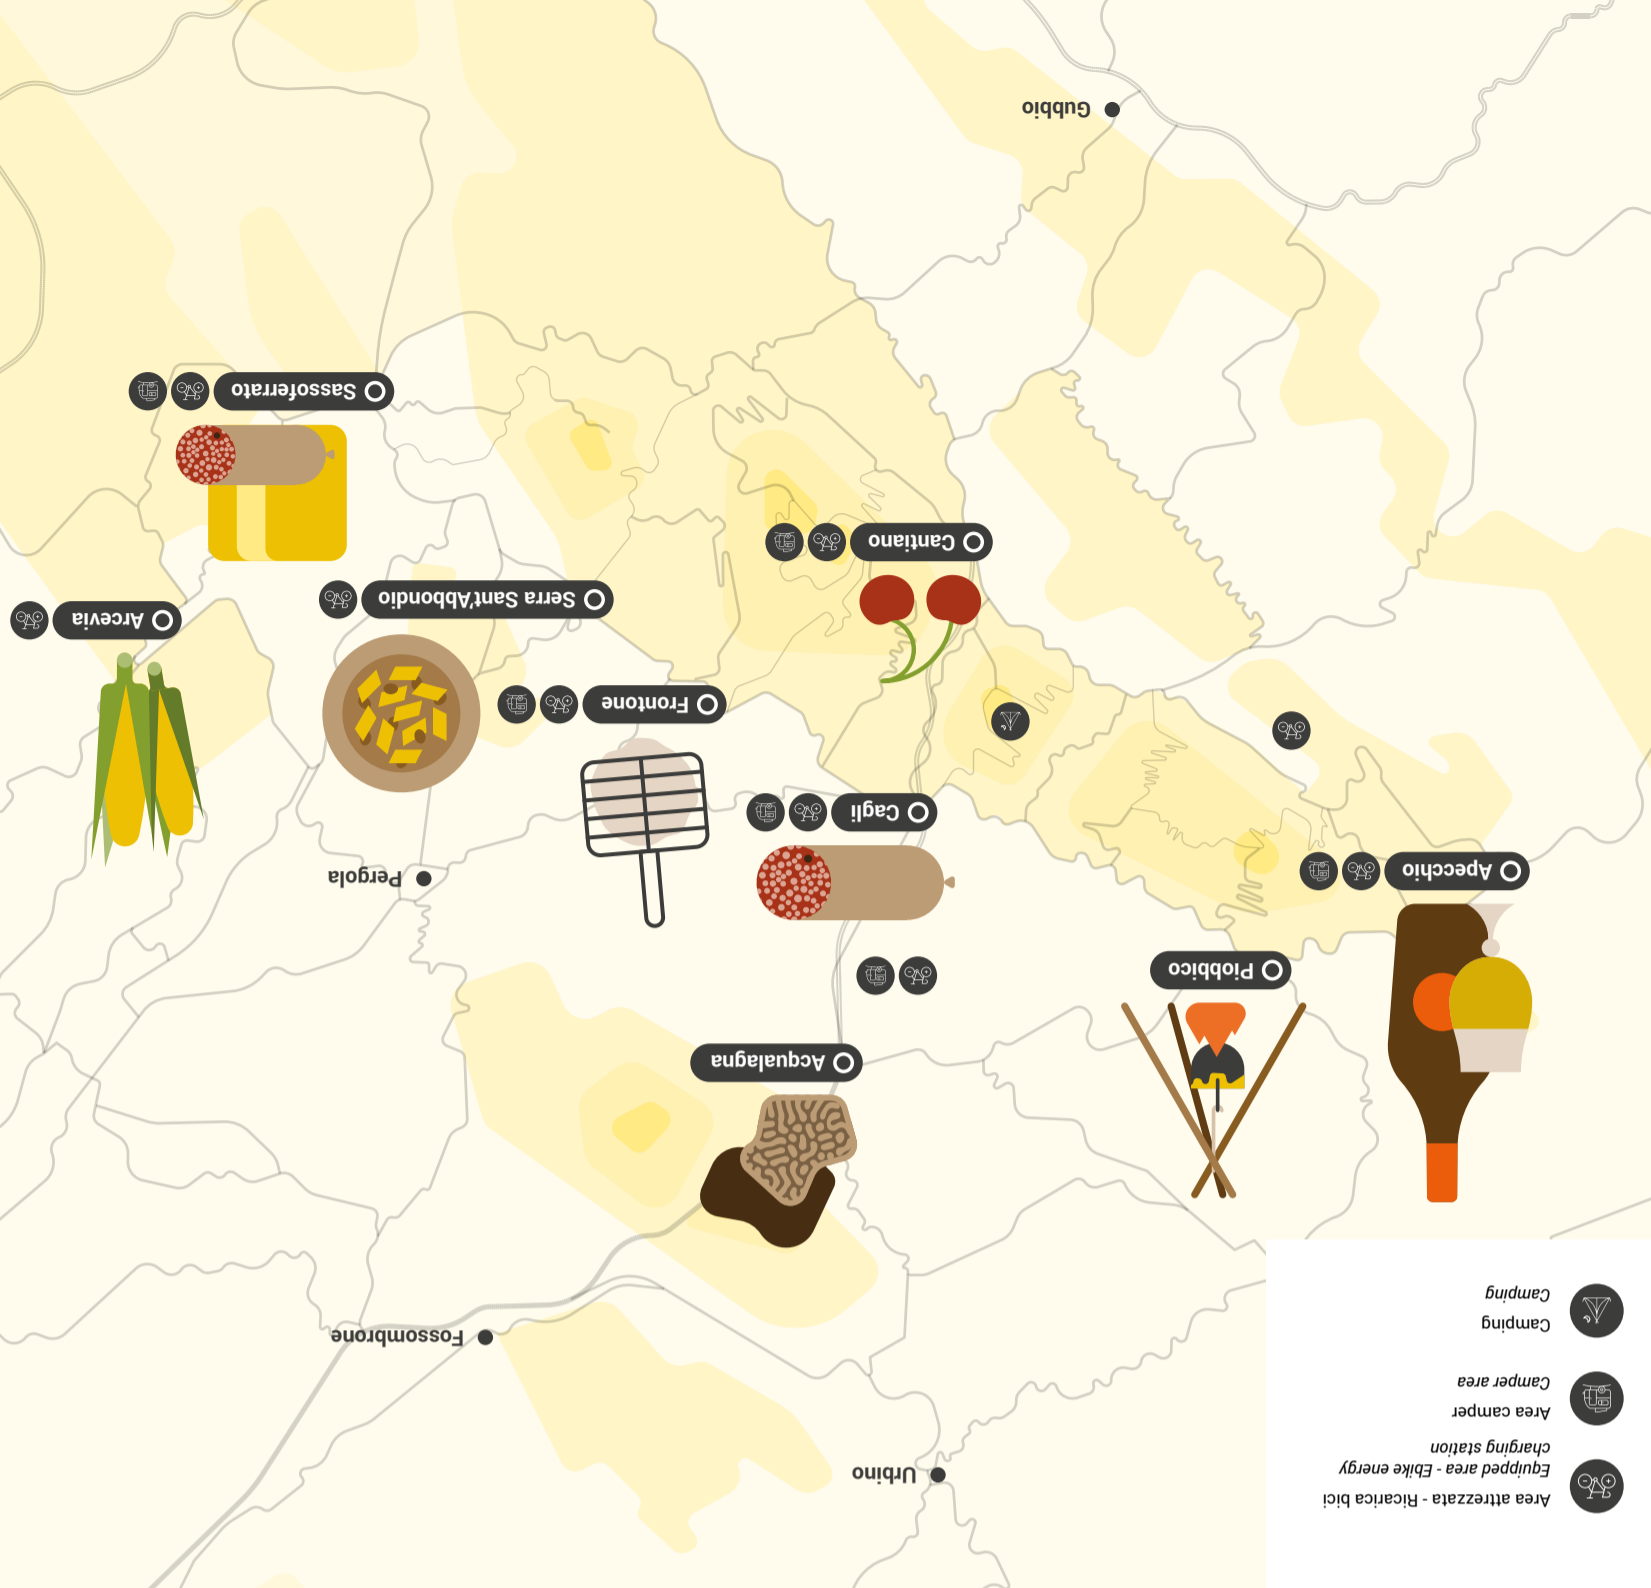 Area attrezzata - Ricarica bici
Equipped area - Ebike energy
charging station
Area camper
Camper area
Camping
Camping
Urbino
Fossombrone
Acqualagna
Piobbico
Pergola
Apecchio
Cagli
Frontone
Arcevia
Serra Sant'Abbondio
Cantiano
Sassoferrato
Gubbio